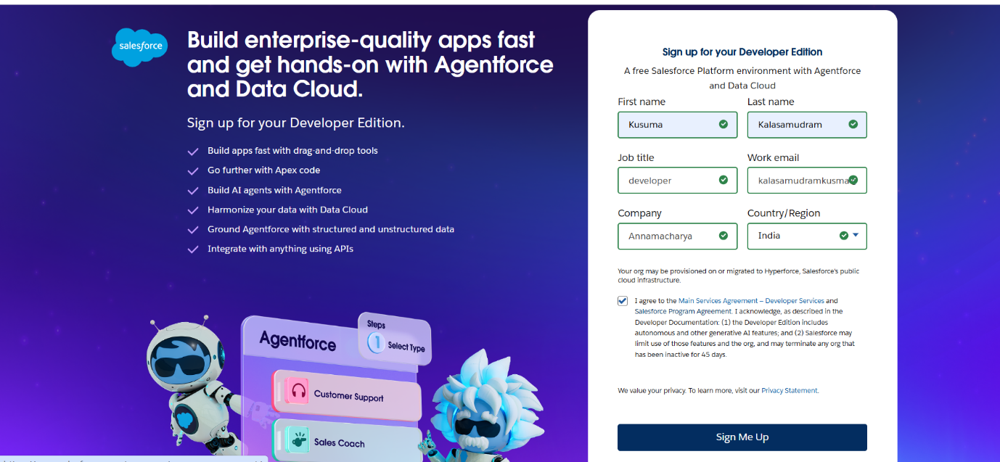 salesforce
Build enterprise-quality apps fast
and get hands-on with Agentforce
and Data Cloud.
Sign up for your Developer Edition.
Build apps fast with drag-and-drop tools
Go further with Apex code
Build AI agents with Agentforce
Harmonize your data with Data Cloud
Ground Agentforce with structured and unstructured data
Integrate with anything using APIs
Agentforce
Steps
1 Select Type
Customer Support
Sales Coach
Sign up for your Developer Edition
A free Salesforce Platform environment with Agentforce
and Data Cloud
First name Last name
Kusuma Kalasamudram
Job title Work email
developer kalasamudramkusma
Company Country/Region
Annamacharya India
Your org may be provisioned on or migrated to Hyperforce, Salesforce's public
cloud infrastructure.
I agree to the Main Services Agreement – Developer Services and
Salesforce Program Agreement. I acknowledge, as described in the
Developer Documentation: (1) the Developer Edition includes
autonomous and other generative AI features; and (2) Salesforce may
limit use of those features and the org, and may terminate any org that
has been inactive for 45 days.
We value your privacy. To learn more, visit our Privacy Statement.
Sign Me Up